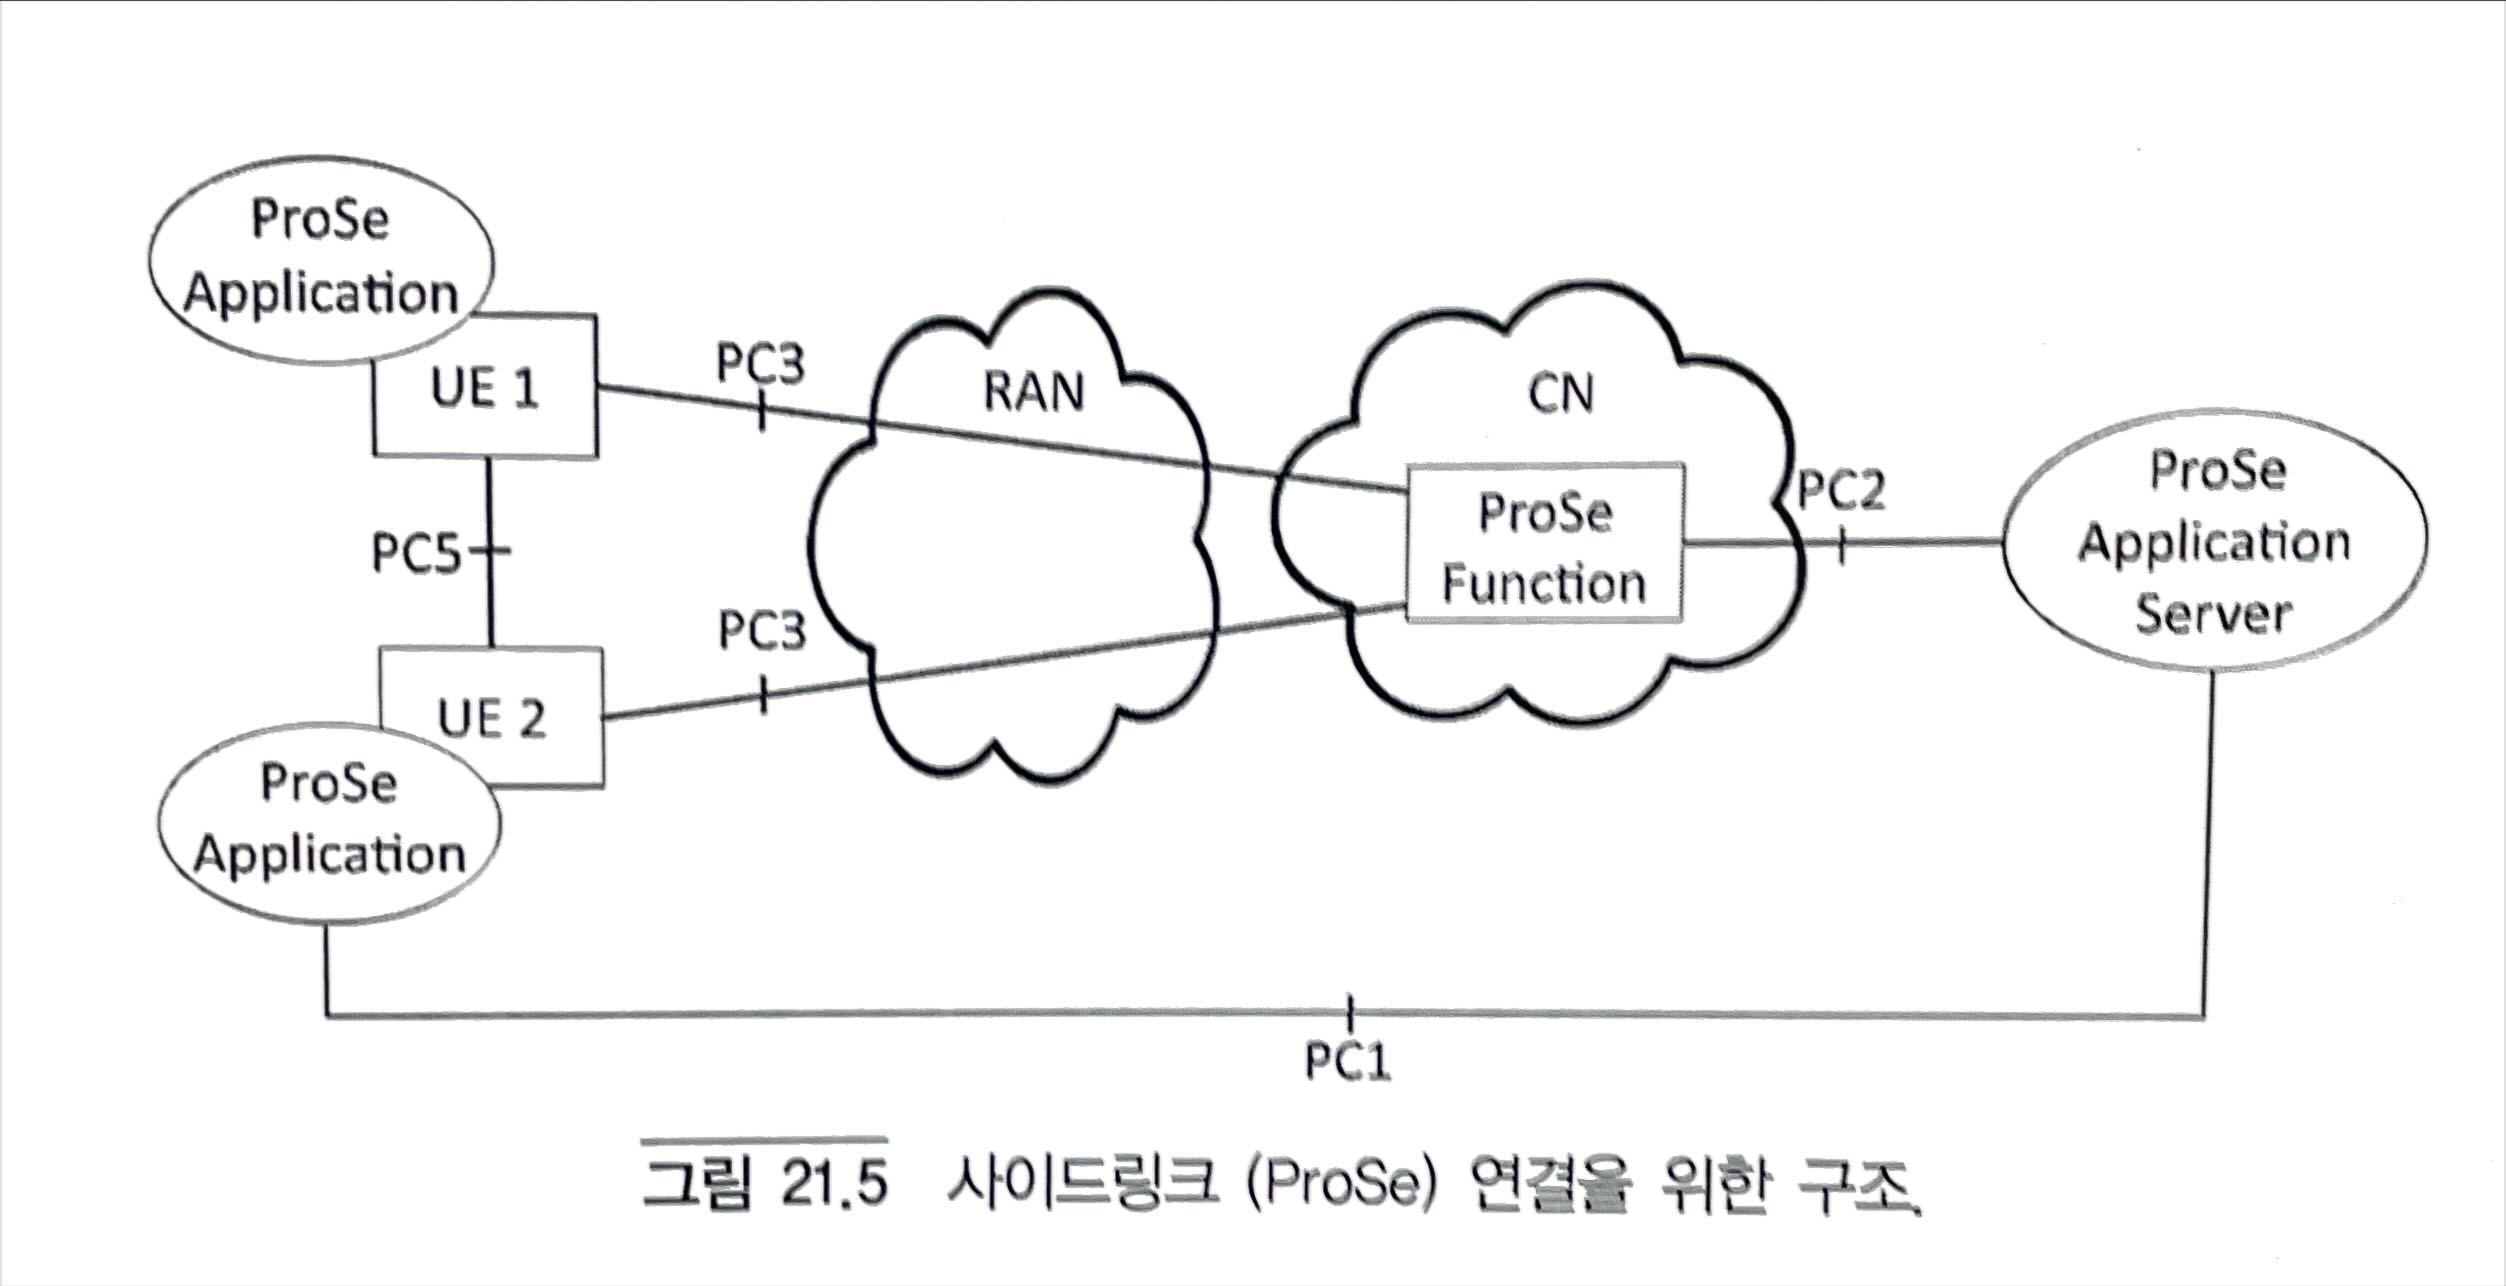 ProSe
Application
UE 1
PC3
RAN
CN
PC5
PC3
ProSe
Function
PC2
ProSe
Application
Server
UE 2
ProSe
Application
PC1
그림 21.5 사이드링크 (ProSe) 연결을 위한 구조.